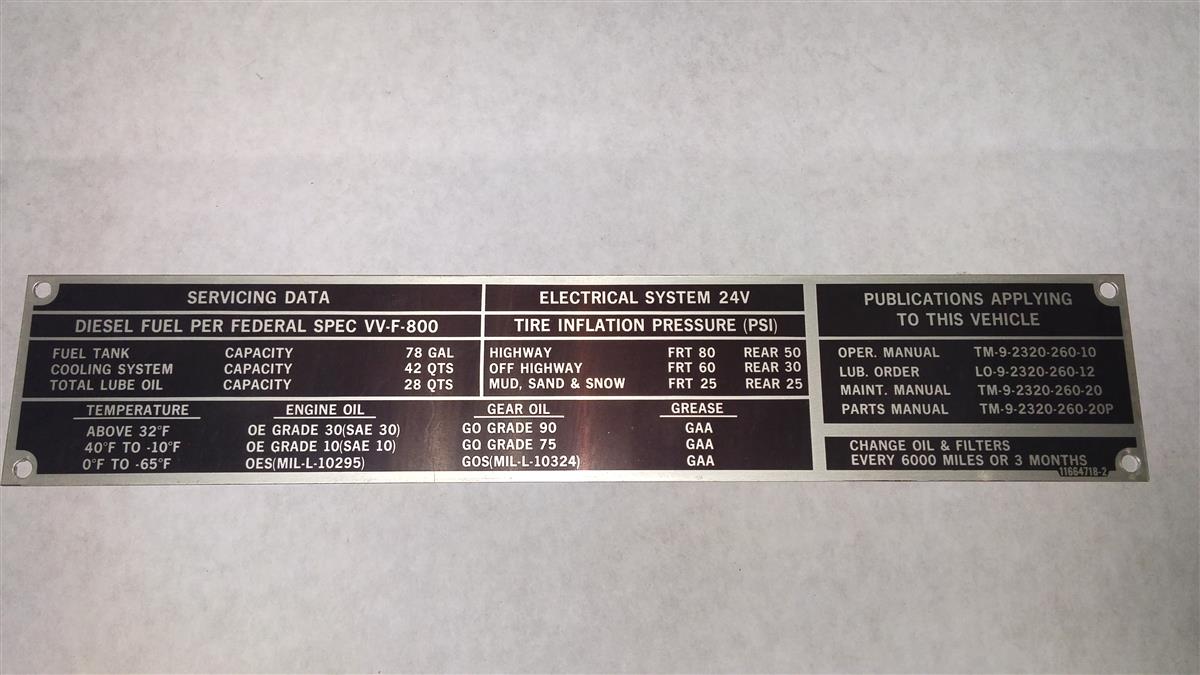 SERVICING DATA
DIESEL FUEL PER FEDERAL SPEC VV-F-800
FUEL TANK CAPACITY 78 GAL
COOLING SYSTEM CAPACITY 42 QTS
TOTAL LUBE OIL CAPACITY 28 QTS
ELECTRICAL SYSTEM 24V
TIRE INFLATION PRESSURE (PSI)
HIGHWAY FRT 80 REAR 50
OFF HIGHWAY FRT 60 REAR 30
MUD, SAND & SNOW FRT 25 REAR 25
TEMPERATURE ENGINE OIL GEAR OIL GREASE
ABOVE 32°F OE GRADE 30(SAE 30) GO GRADE 90 GAA
40°F TO -10°F OE GRADE 10(SAE 10) GO GRADE 75 GAA
0°F TO -65°F OES(MIL-L-10295) GOS(MIL-L-10324) GAA
PUBLICATIONS APPLYING
TO THIS VEHICLE
OPER. MANUAL TM-9-2320-260-10
LUB. ORDER LO-9-2320-260-12
MAINT. MANUAL TM-9-2320-260-20
PARTS MANUAL TM-9-2320-260-20P
CHANGE OIL & FILTERS
EVERY 6000 MILES OR 3 MONTHS
11664718-2